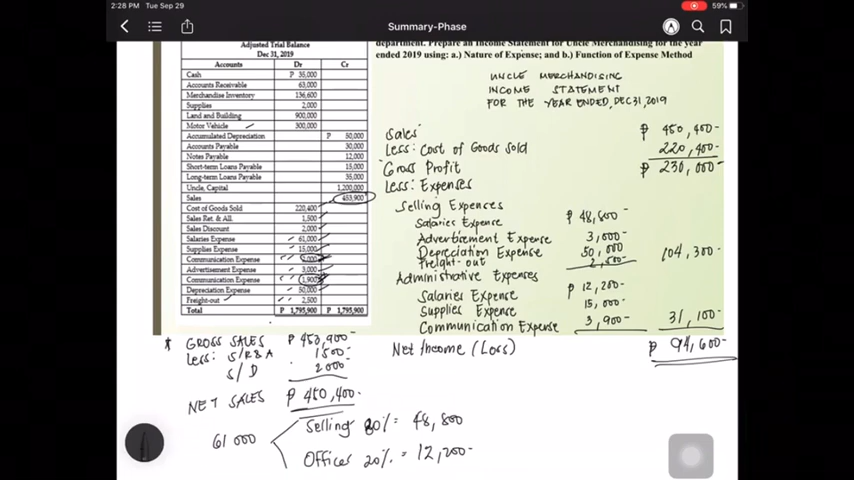 2:28 PM Tue Sep 29
59%
Summary-Phase
Adjusted Trial Balance
Dec 31, 2019
Accounts Dr Cr
Cash P 35,000
Accounts Receivable 63,000
Merchandise Inventory 136,600
Supplies 2,000
Land and Building 900,000
Motor Vehicle 300,000
Accumulated Depreciation P 50,000
Accounts Payable 30,000
Notes Payable 12,000
Short-term Loans Payable 15,000
Long-term Loans Payable 35,000
Uncle, Capital 1,200,000
Sales 453,900
Cost of Goods Sold 220,400
Sales Ret. & All. 1,500
Sales Discount 2,000
Salaries Expense 61,000
Supplies Expense 15,000
Communication Expense
Advertisement Expense 3,000
Communication Expense 1,900
Depreciation Expense 50,000
Freight-out 2,500
Total P 1,795,900 P 1,795,900
department. Prepare an Income Statement for Uncle Merchandising for the year
ended 2019 using: a.) Nature of Expense; and b.) Function of Expense Method
UNCLE MERCHANDISING
INCOME STATEMENT
FOR THE YEAR ENDED, DEC 31, 2019
Sales ₱ 450,400-
Less: Cost of Goods Sold 220,400-
Gross Profit ₱ 230,000-
Less: Expenses
Selling Expences
Salaries Expense ₱ 48,800-
Advertisement Expense 3,000-
Depreciation Expense 50,000
Freight-out 2,500- 104,300-
Administrative Expenses
Salaries Expense ₱ 12,200-
Supplies Expense 15,000-
Communication Expense 3,900- 31,100-
Net Income (Loss) ₱ 94,600--
* GROSS SALES ₱ 453,900-
Less: S/R&A 1500-
S/D 2000-
NET SALES ₱ 450,400-
61 000
Selling 80% = 48,800
Offices 20% = 12,200-